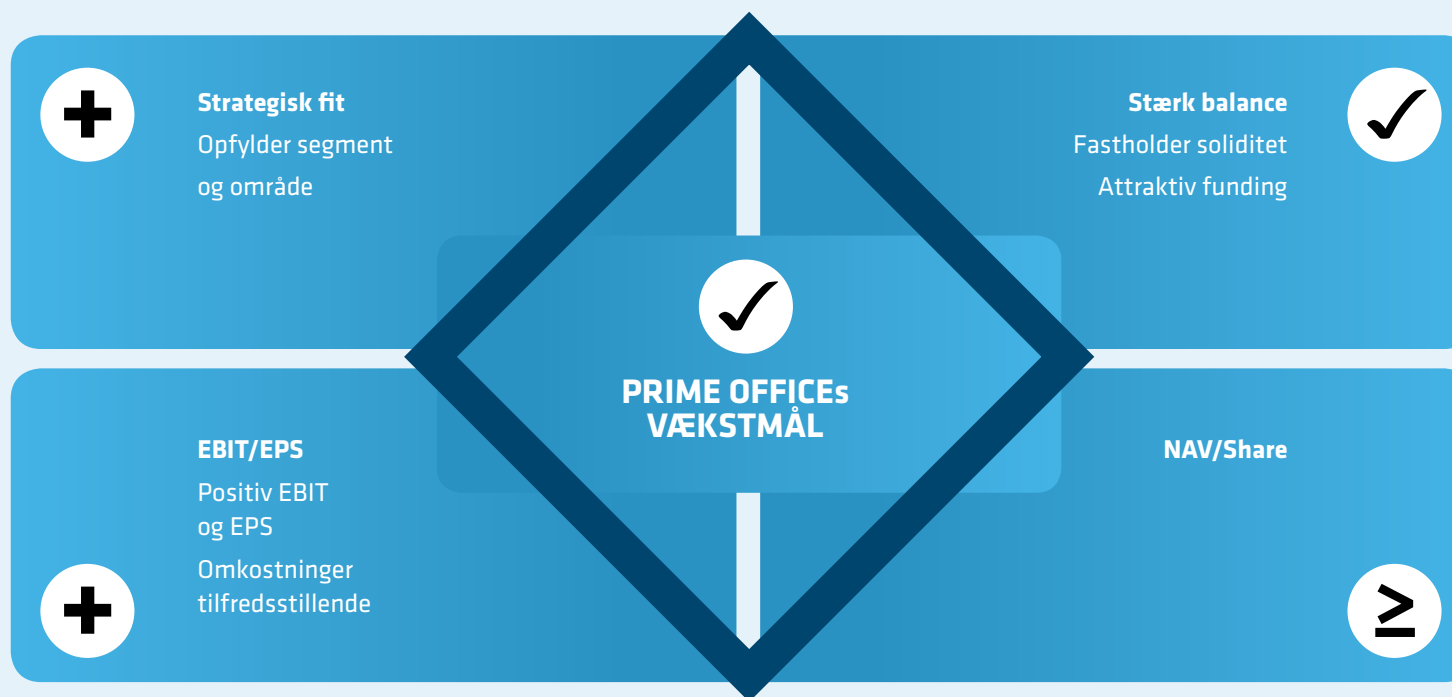 Strategisk fit
Opfylder segment
og område
Stærk balance
Fastholder soliditet
Attraktiv funding
PRIME OFFICEs
VÆKSTMÅL
EBIT/EPS
Positiv EBIT
og EPS
Omkostninger
tilfredsstillende
NAV/Share
≥